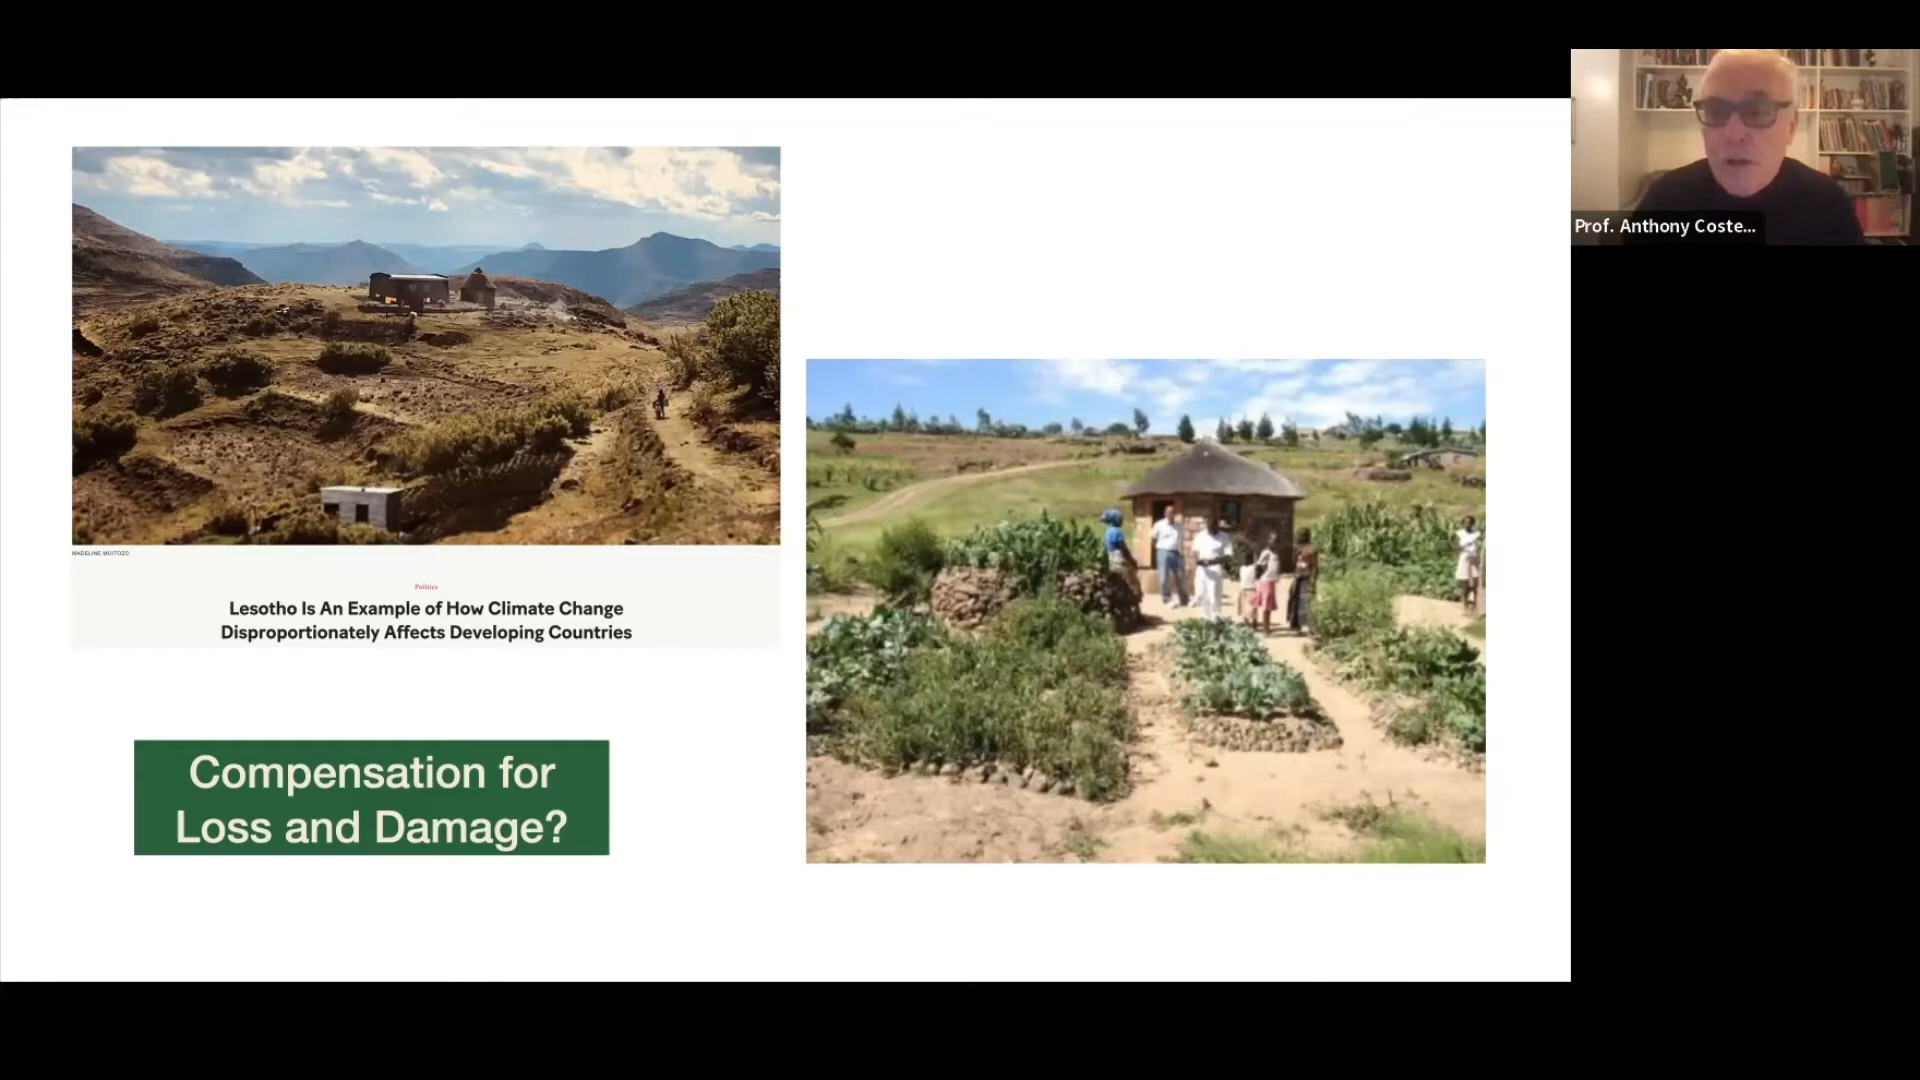 Prof. Anthony Coste...
MADELINE MOITOZO
Politics
Lesotho Is An Example of How Climate Change
Disproportionately Affects Developing Countries
Compensation for
Loss and Damage?